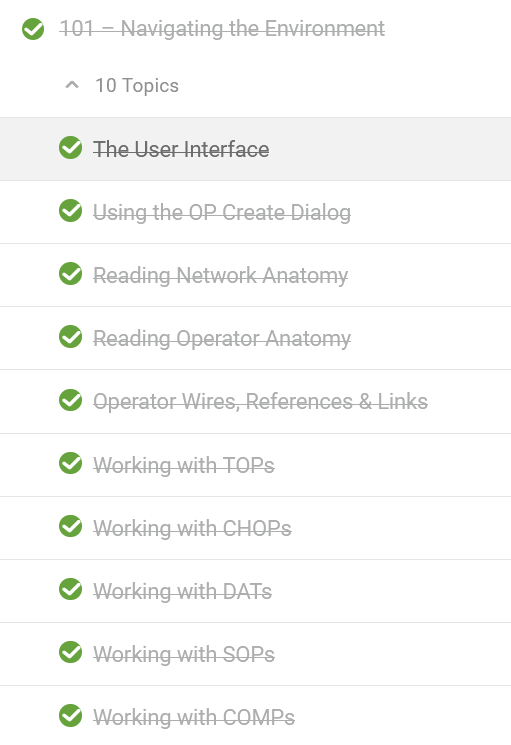 101 – Navigating the Environment
10 Topics
The User Interface
Using the OP Create Dialog
Reading Network Anatomy
Reading Operator Anatomy
Operator Wires, References & Links
Working with TOPs
Working with CHOPs
Working with DATs
Working with SOPs
Working with COMPs